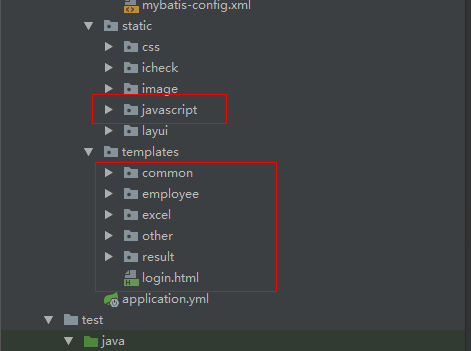 mybatis-config.xml
static
css
icheck
image
javascript
layui
templates
common
employee
excel
other
result
login.html
application.yml
test
java